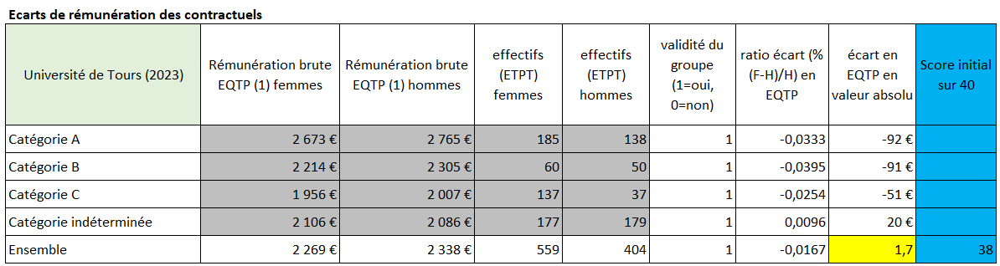 Ecarts de rémunération des contractuels
Université de Tours (2023) Rémunération brute EQTP (1) femmes Rémunération brute EQTP (1) hommes effectifs (ETPT) femmes effectifs (ETPT) hommes validité du groupe (1=oui, 0=non) ratio écart (% (F-H)/H) en EQTP écart en EQTP en valeur absolu Score initial sur 40
Catégorie A 2 673 € 2 765 € 185 138 1 -0,0333 -92 €
Catégorie B 2 214 € 2 305 € 60 50 1 -0,0395 -91 €
Catégorie C 1 956 € 2 007 € 137 37 1 -0,0254 -51 €
Catégorie indéterminée 2 106 € 2 086 € 177 179 1 0,0096 20 €
Ensemble 2 269 € 2 338 € 559 404 1 -0,0167 1,7 38